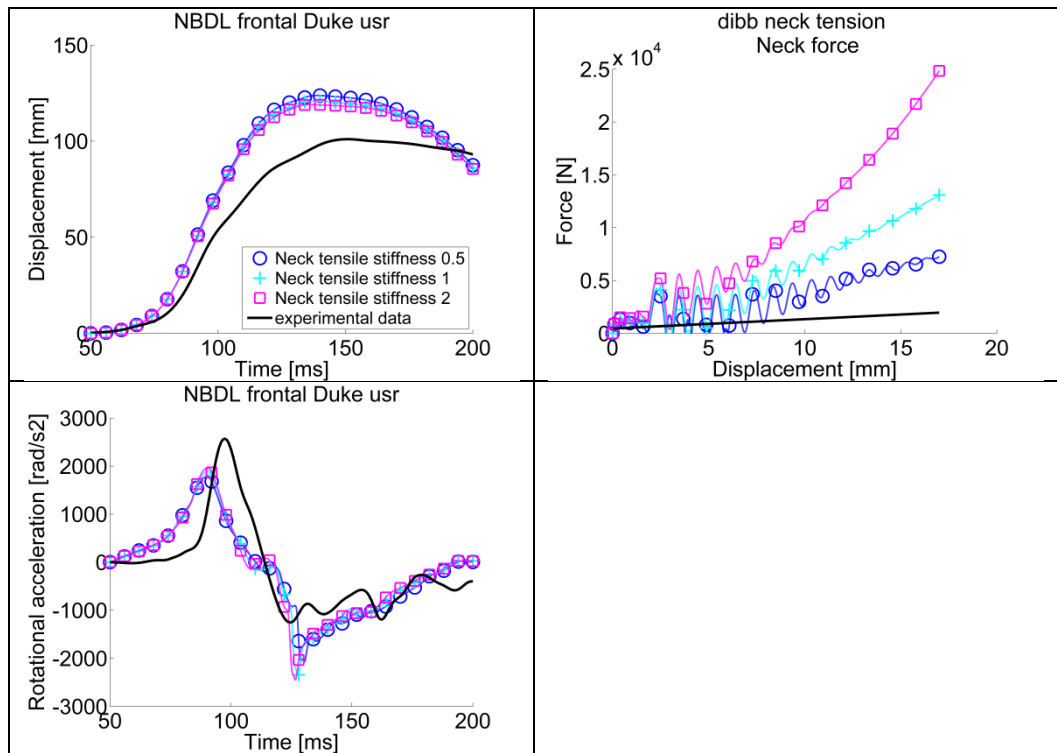 NBDL frontal Duke usr
150
100
50
0
Displacement [mm]
50
100
150
200
Time [ms]
Neck tensile stiffness 0.5
Neck tensile stiffness 1
Neck tensile stiffness 2
experimental data
dibb neck tension
Neck force
x 10^4
2.5
2
1.5
1
0.5
0
Force [N]
0
5
10
15
20
Displacement [mm]
NBDL frontal Duke usr
3000
2000
1000
0
-1000
-2000
-3000
Rotational acceleration [rad/s2]
50
100
150
200
Time [ms]